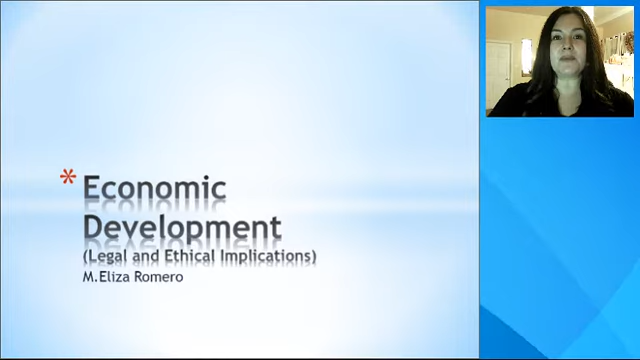 * Economic
Development
(Legal and Ethical Implications)
M.Eliza Romero